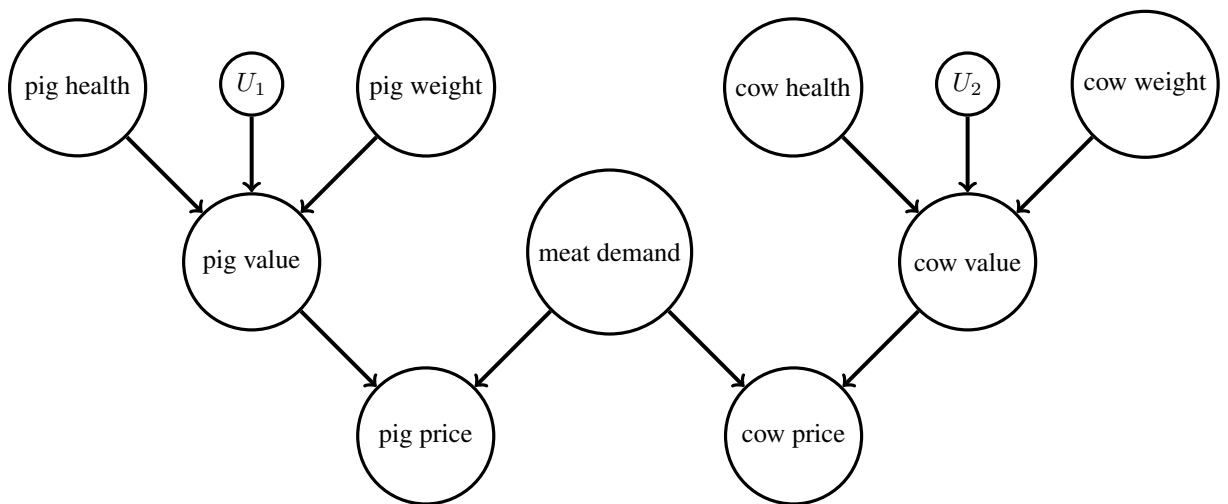 pig health
U₁
pig weight
cow health
U₂
cow weight
pig value
meat demand
cow value
pig price
cow price